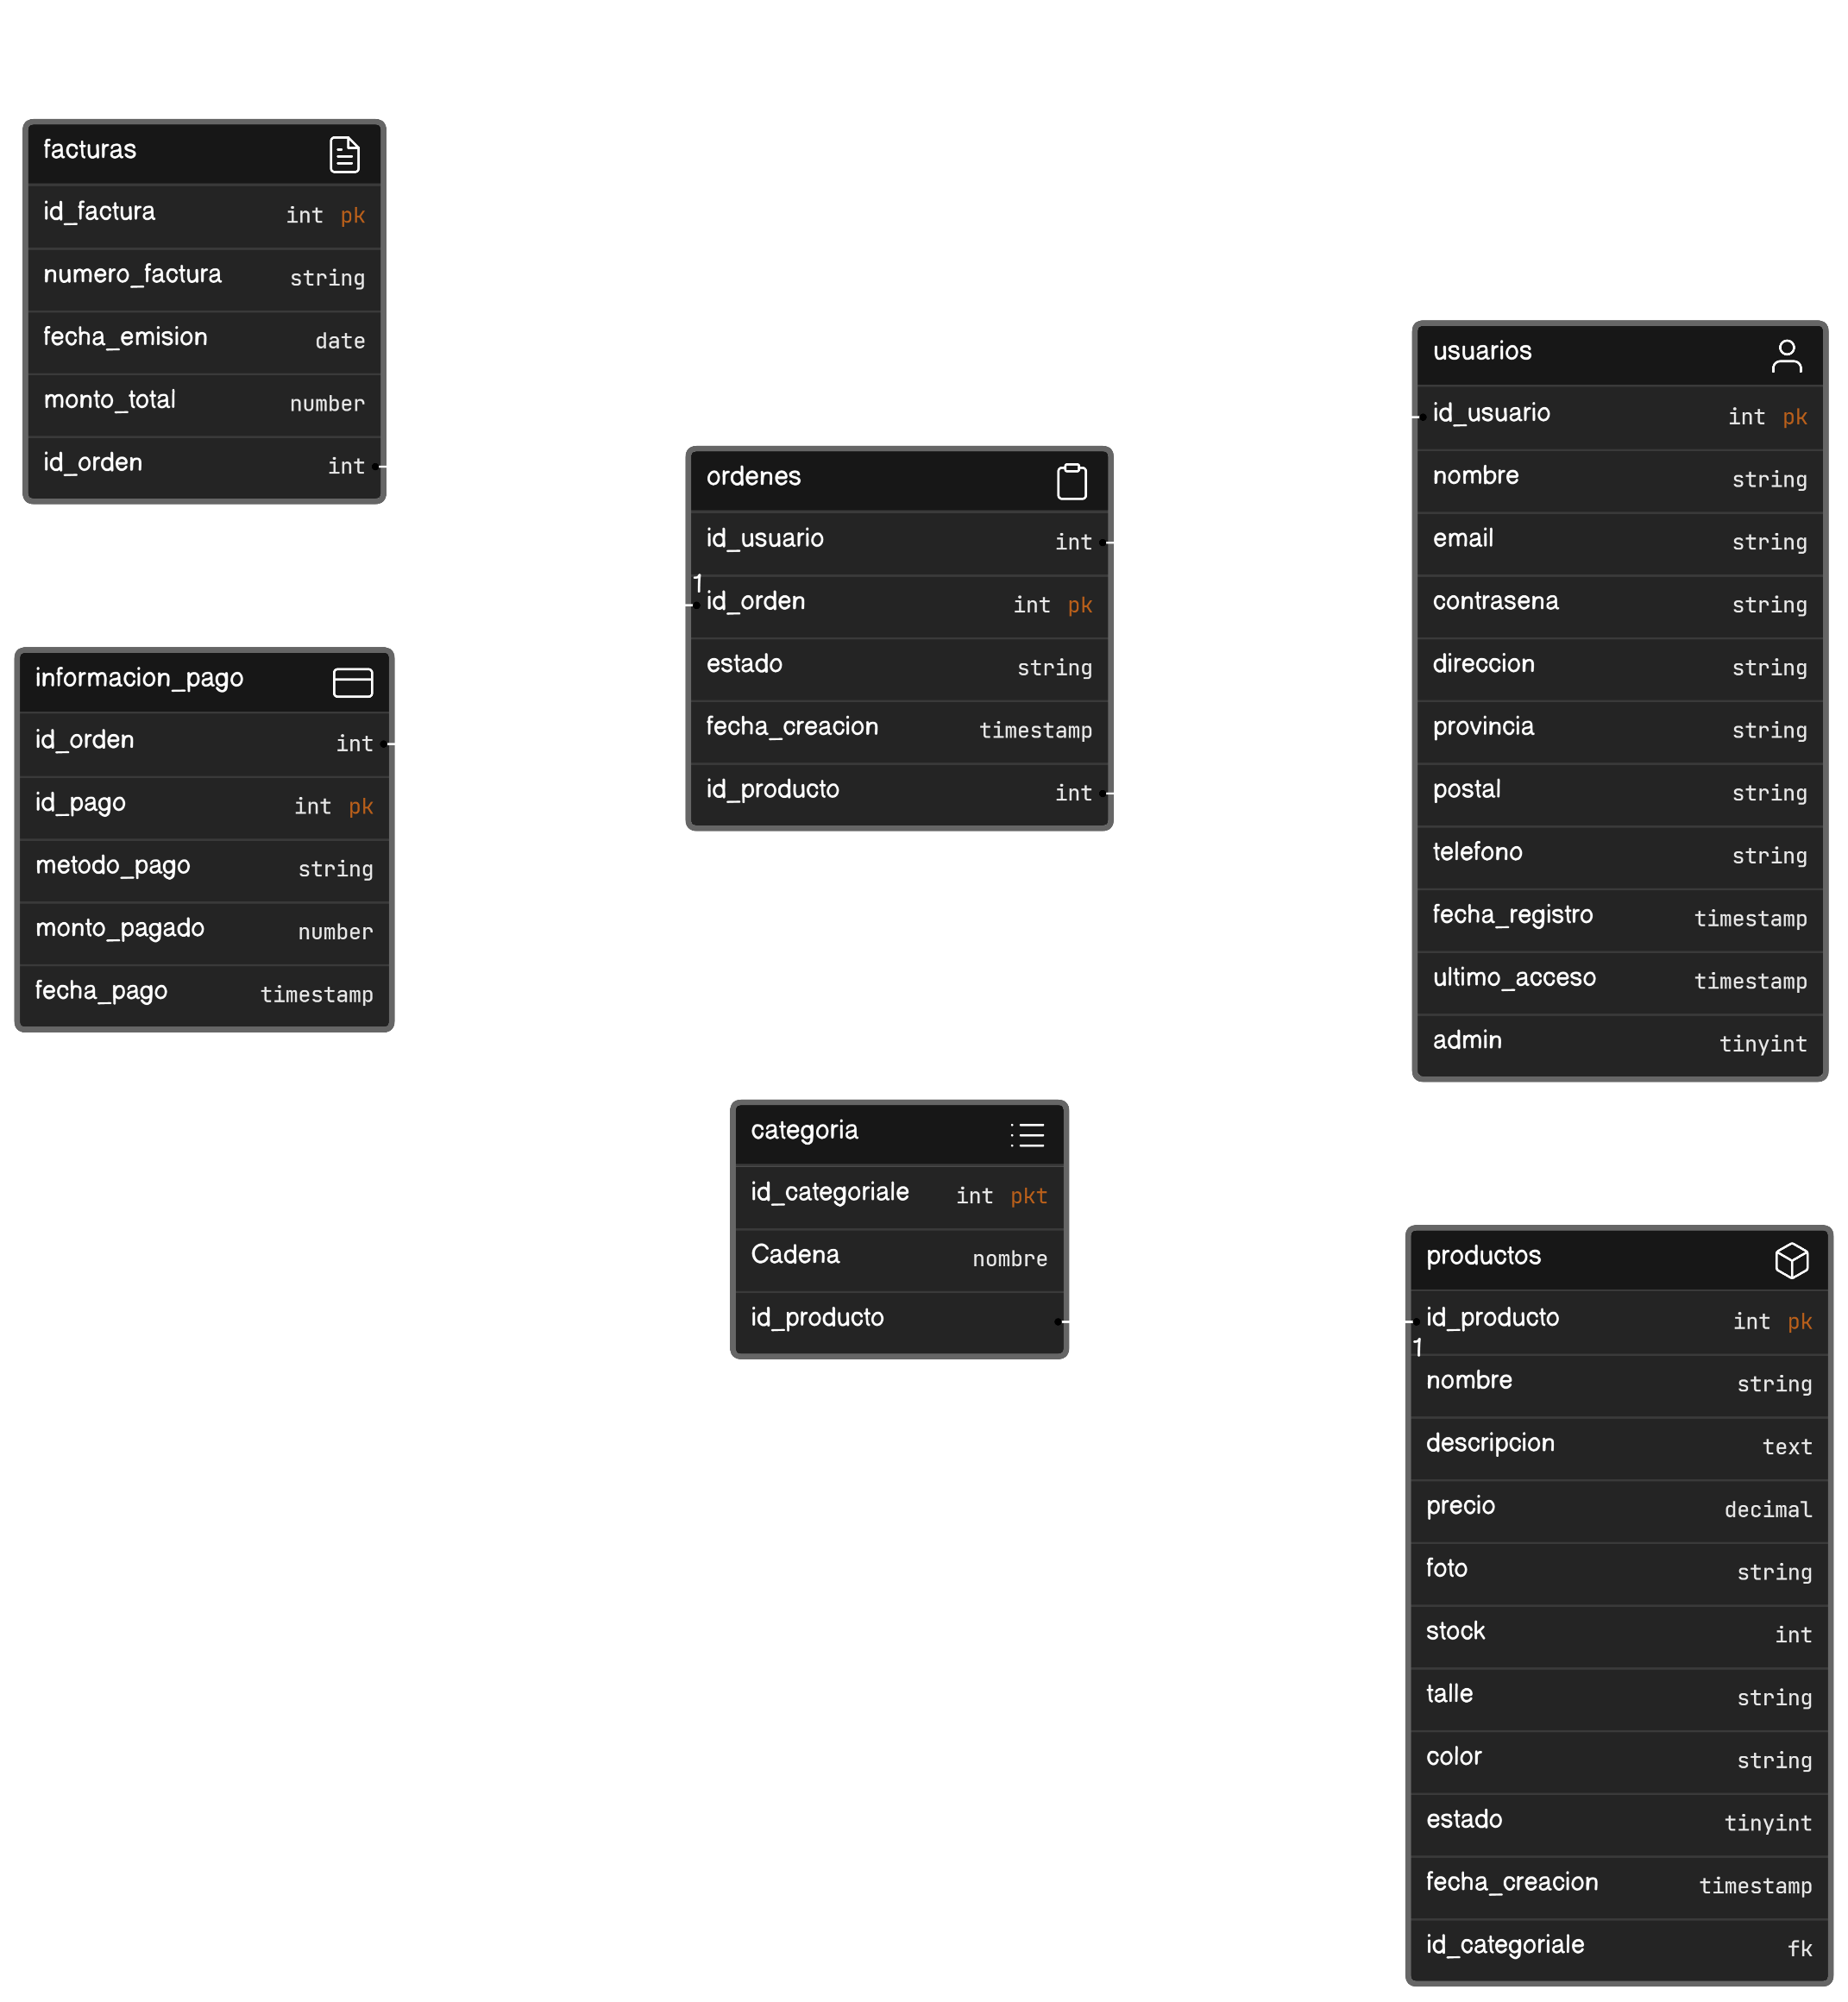 facturas
id_factura int pk
numero_factura string
fecha_emision date
monto_total number
id_orden int
informacion_pago
id_orden int
id_pago int pk
metodo_pago string
monto_pagado number
fecha_pago timestamp
ordenes
id_usuario int
1
id_orden int pk
estado string
fecha_creacion timestamp
id_producto int
categoria
id_categoriale int pkt
Cadena nombre
id_producto
usuarios
id_usuario int pk
nombre string
email string
contrasena string
direccion string
provincia string
postal string
telefono string
fecha_registro timestamp
ultimo_acceso timestamp
admin tinyint
productos
id_producto int pk
1
nombre string
descripcion text
precio decimal
foto string
stock int
talle string
color string
estado tinyint
fecha_creacion timestamp
id_categoriale fk